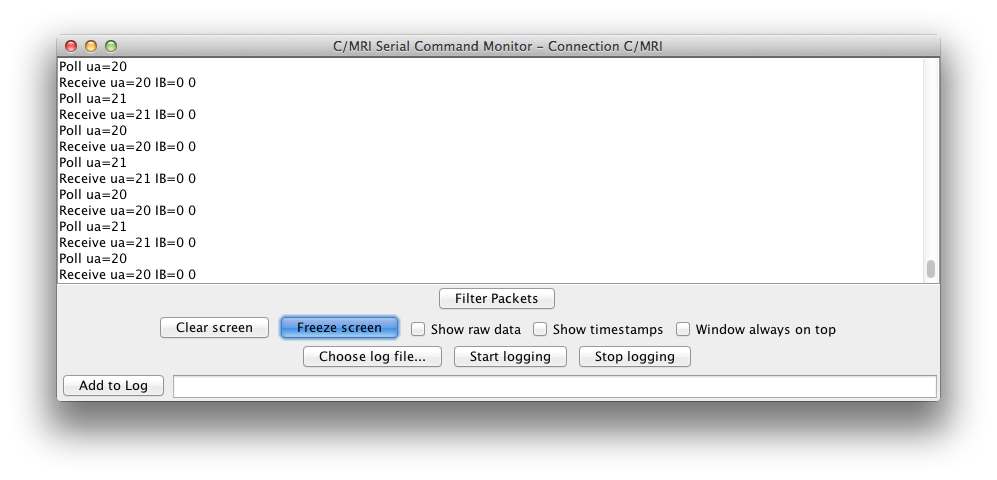 C/MRI Serial Command Monitor - Connection C/MRI
Poll ua=20
Receive ua=20 IB=0 0
Poll ua=21
Receive ua=21 IB=0 0
Poll ua=20
Receive ua=20 IB=0 0
Poll ua=21
Receive ua=21 IB=0 0
Poll ua=20
Receive ua=20 IB=0 0
Poll ua=21
Receive ua=21 IB=0 0
Poll ua=20
Receive ua=20 IB=0 0
Filter Packets
Clear screen Freeze screen Show raw data Show timestamps Window always on top
Choose log file... Start logging Stop logging
Add to Log